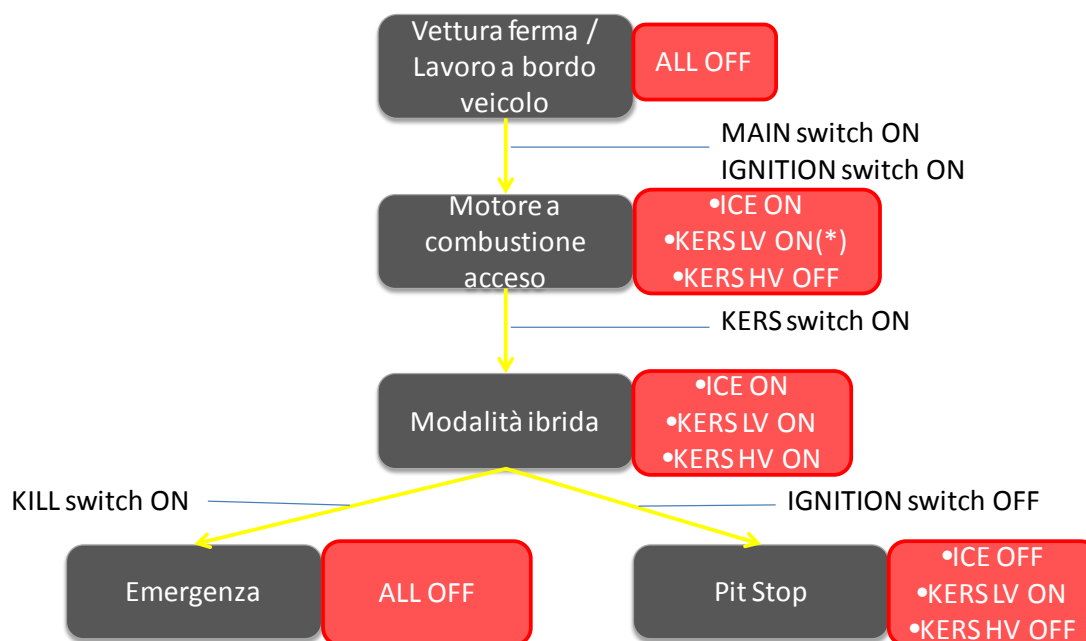 Vettura ferma /
Lavoro a bordo
veicolo
ALL OFF
MAIN switch ON
IGNITION switch ON
Motore a
combustione
acceso
•ICE ON
•KERS LV ON(*)
•KERS HV OFF
KERS switch ON
Modalità ibrida
•ICE ON
•KERS LV ON
•KERS HV ON
KILL switch ON
IGNITION switch OFF
Emergenza
ALL OFF
Pit Stop
•ICE OFF
•KERS LV ON
•KERS HV OFF